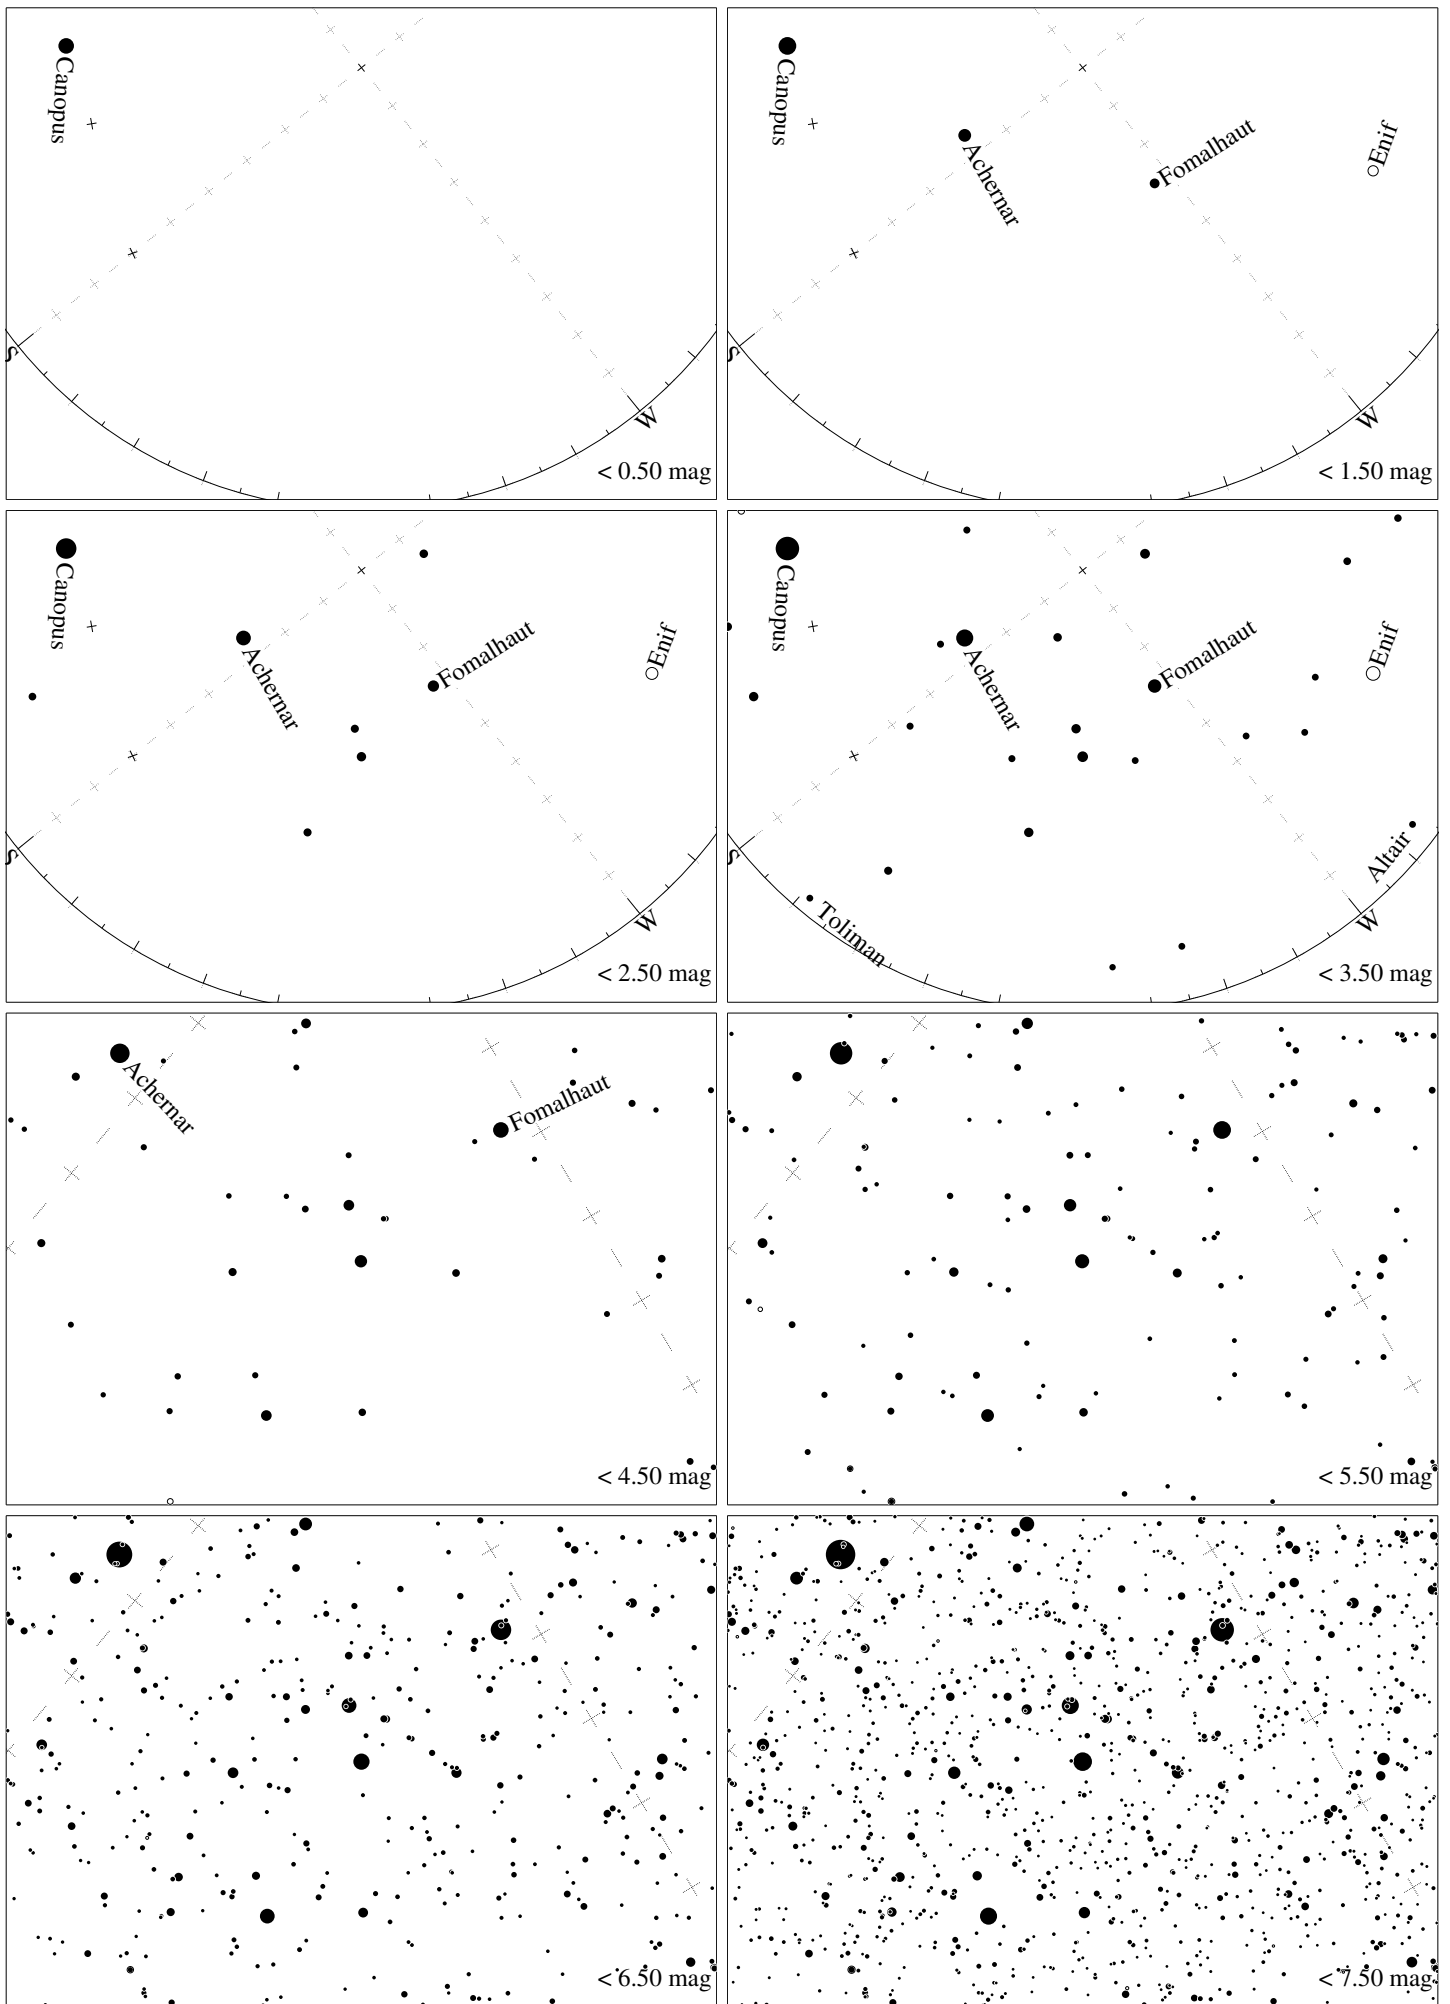 Canopus
S
W
< 0.50 mag
Canopus
Achernar
Fomalhaut
Enif
S
W
< 1.50 mag
Canopus
Achernar
Fomalhaut
Enif
S
W
< 2.50 mag
Canopus
Achernar
Fomalhaut
Enif
Altair
Toliman
S
W
< 3.50 mag
Achernar
Fomalhaut
< 4.50 mag
< 5.50 mag
< 6.50 mag
< 7.50 mag